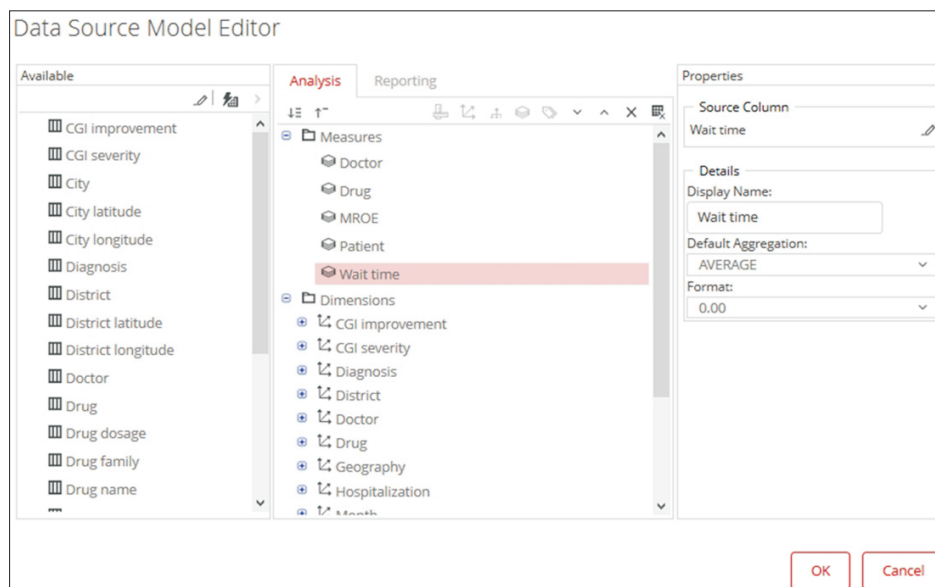 Data Source Model Editor
Available
CGI improvement
CGI severity
City
City latitude
City longitude
Diagnosis
District
District latitude
District longitude
Doctor
Drug
Drug dosage
Drug family
Drug name
Analysis
Reporting
Measures
Doctor
Drug
MROE
Patient
Wait time
Dimensions
CGI improvement
CGI severity
Diagnosis
District
Doctor
Drug
Geography
Hospitalization
Month
Properties
Source Column
Wait time
Details
Display Name:
Wait time
Default Aggregation:
AVERAGE
Format:
0.00
OK
Cancel